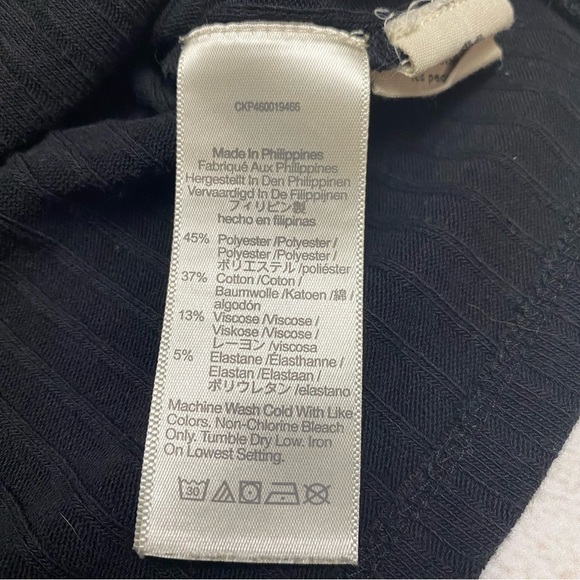 CKP460019466
Made In Philippines
Fabriqué Aux Philippines
Hergestellt In Den Philippinen
Vervaardigd In De Filippijnen
フィリピン製
hecho en filipinas
45% Polyester /Polyester /
Polyester /Polyester /
ポリエステル /poliéster
37% Cotton /Coton /
Baumwolle /Katoen /綿 /
algodón
13% Viscose /Viscose /
Viskose /Viscose /
レーヨン /viscosa
5% Elastane /Élasthanne /
Elastan /Elastaan /
ポリウレタン /elastano
Machine Wash Cold With Like
Colors. Non-Chlorine Bleach
Only. Tumble Dry Low. Iron
On Lowest Setting.
30